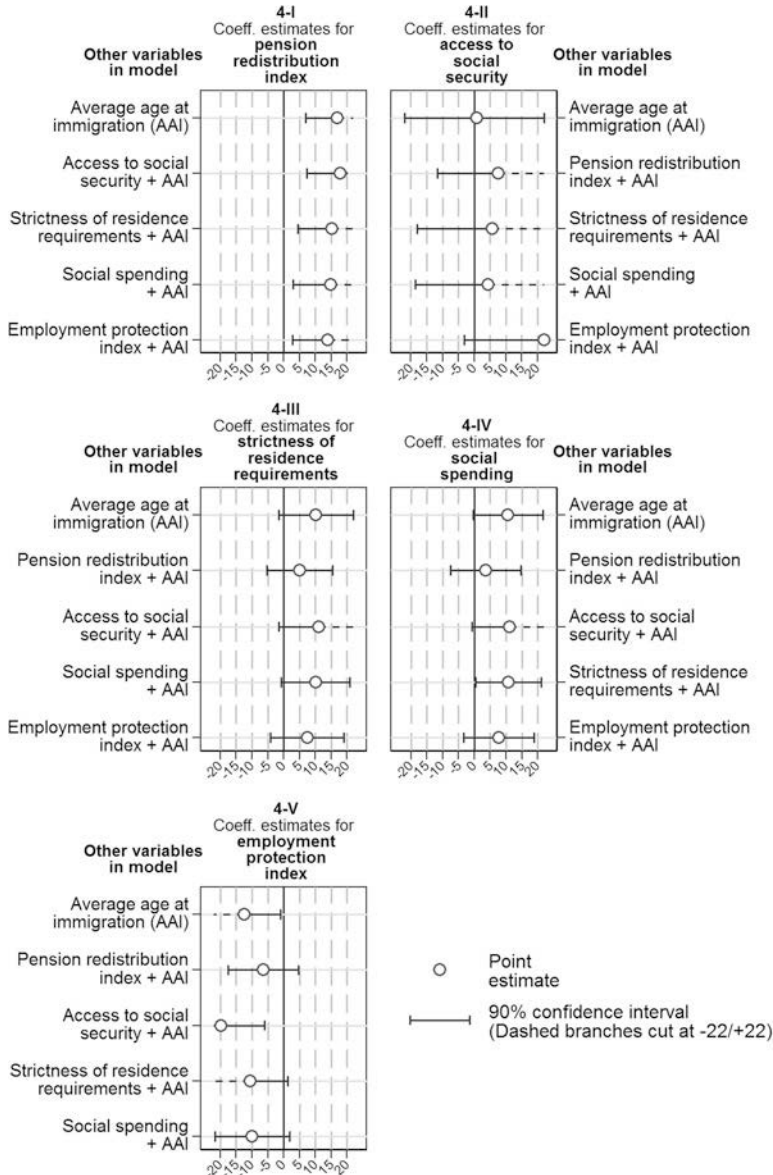 4-I
Coeff. estimates for
pension
redistribution
index
Other variables
in model
Average age at
immigration (AAI)
Access to social
security + AAI
Strictness of residence
requirements + AAI
Social spending
+ AAI
Employment protection
index + AAI
-20 -15 -10 -5 0 5 10 15 20
4-II
Coeff. estimates for
access to
social
security
Other variables
in model
Average age at
immigration (AAI)
Pension redistribution
index + AAI
Strictness of residence
requirements + AAI
Social spending
+ AAI
Employment protection
index + AAI
-20 -15 -10 -5 0 5 10 15 20
4-III
Coeff. estimates for
strictness of
residence
requirements
Other variables
in model
Average age at
immigration (AAI)
Pension redistribution
index + AAI
Access to social
security + AAI
Social spending
+ AAI
Employment protection
index + AAI
-20 -15 -10 -5 0 5 10 15 20
4-IV
Coeff. estimates for
social
spending
Other variables
in model
Average age at
immigration (AAI)
Pension redistribution
index + AAI
Access to social
security + AAI
Strictness of residence
requirements + AAI
Employment protection
index + AAI
-20 -15 -10 -5 0 5 10 15 20
4-V
Coeff. estimates for
employment
protection
index
Other variables
in model
Average age at
immigration (AAI)
Pension redistribution
index + AAI
Access to social
security + AAI
Strictness of residence
requirements + AAI
Social spending
+ AAI
-20 -15 -10 -5 0 5 10 15 20
Point
estimate
90% confidence interval
(Dashed branches cut at -22/+22)